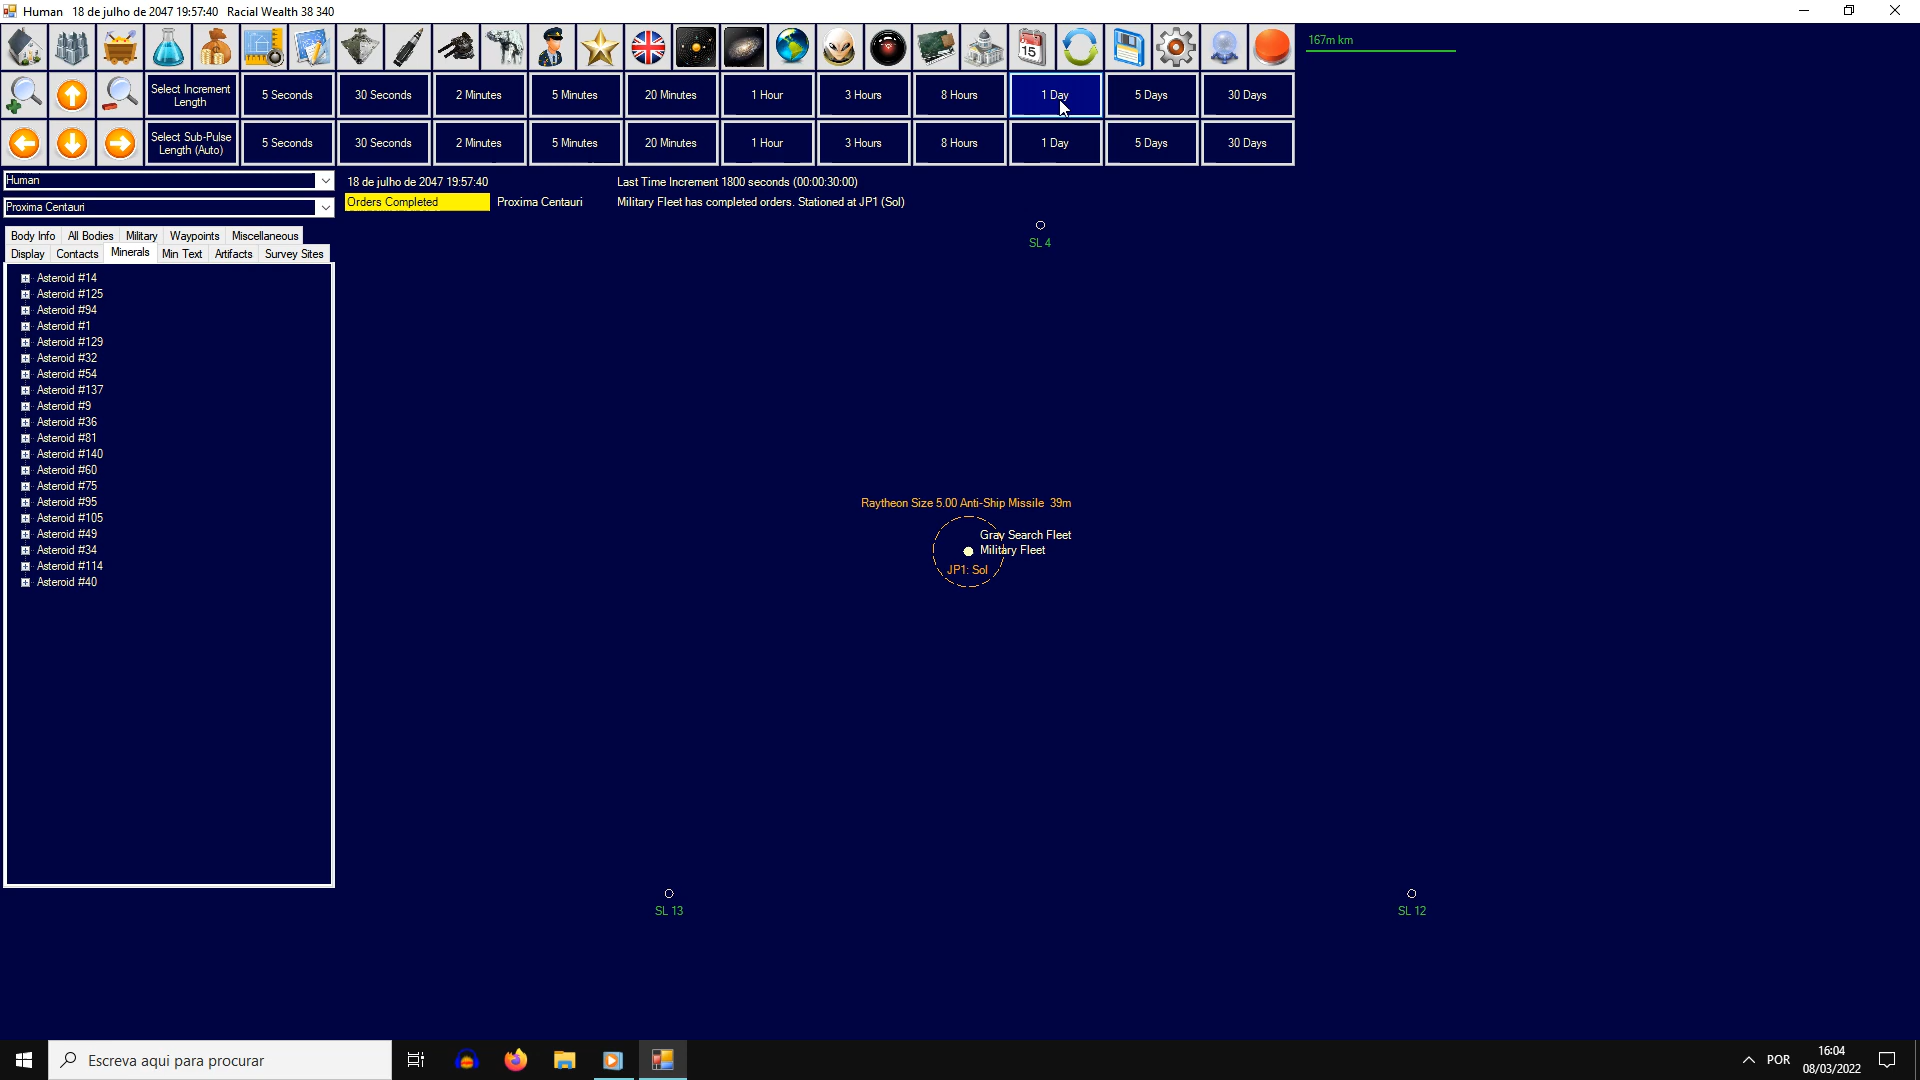 Human 18 de julho de 2047 19:57:40 Racial Wealth 38 340
15
167m km
Select Increment Length
5 Seconds
30 Seconds
2 Minutes
5 Minutes
20 Minutes
1 Hour
3 Hours
8 Hours
1 Day
5 Days
30 Days
Select Sub-Pulse Length (Auto)
5 Seconds
30 Seconds
2 Minutes
5 Minutes
20 Minutes
1 Hour
3 Hours
8 Hours
1 Day
5 Days
30 Days
Human
Proxima Centauri
18 de julho de 2047 19:57:40
Last Time Increment 1800 seconds (00:00:30:00)
Orders Completed
Proxima Centauri
Military Fleet has completed orders. Stationed at JP1 (Sol)
Body Info
All Bodies
Military
Waypoints
Miscellaneous
Display
Contacts
Minerals
Min Text
Artifacts
Survey Sites
Asteroid #14
Asteroid #125
Asteroid #94
Asteroid #1
Asteroid #129
Asteroid #32
Asteroid #54
Asteroid #137
Asteroid #9
Asteroid #36
Asteroid #81
Asteroid #140
Asteroid #60
Asteroid #75
Asteroid #95
Asteroid #105
Asteroid #49
Asteroid #34
Asteroid #114
Asteroid #40
SL 4
Raytheon Size 5.00 Anti-Ship Missile 39m
Grav Search Fleet
Military Fleet
JP1: Sol
SL 13
SL 12
Escreva aqui para procurar
POR
16:04
08/03/2022